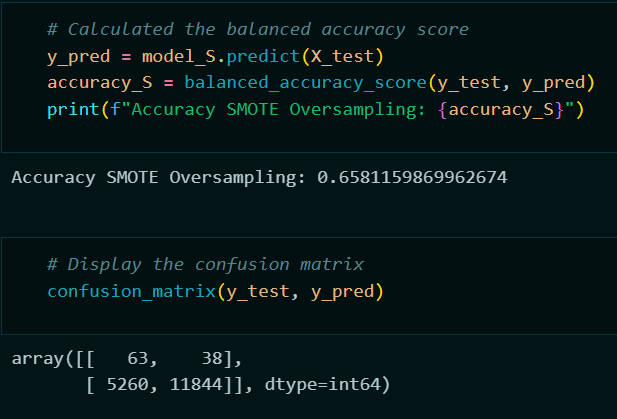 # Calculated the balanced accuracy score
y_pred = model_S.predict(X_test)
accuracy_S = balanced_accuracy_score(y_test, y_pred)
print(f"Accuracy SMOTE Oversampling: {accuracy_S}")
Accuracy SMOTE Oversampling: 0.6581159869962674
# Display the confusion matrix
confusion_matrix(y_test, y_pred)
array([[   63,    38],
       [ 5260, 11844]], dtype=int64)